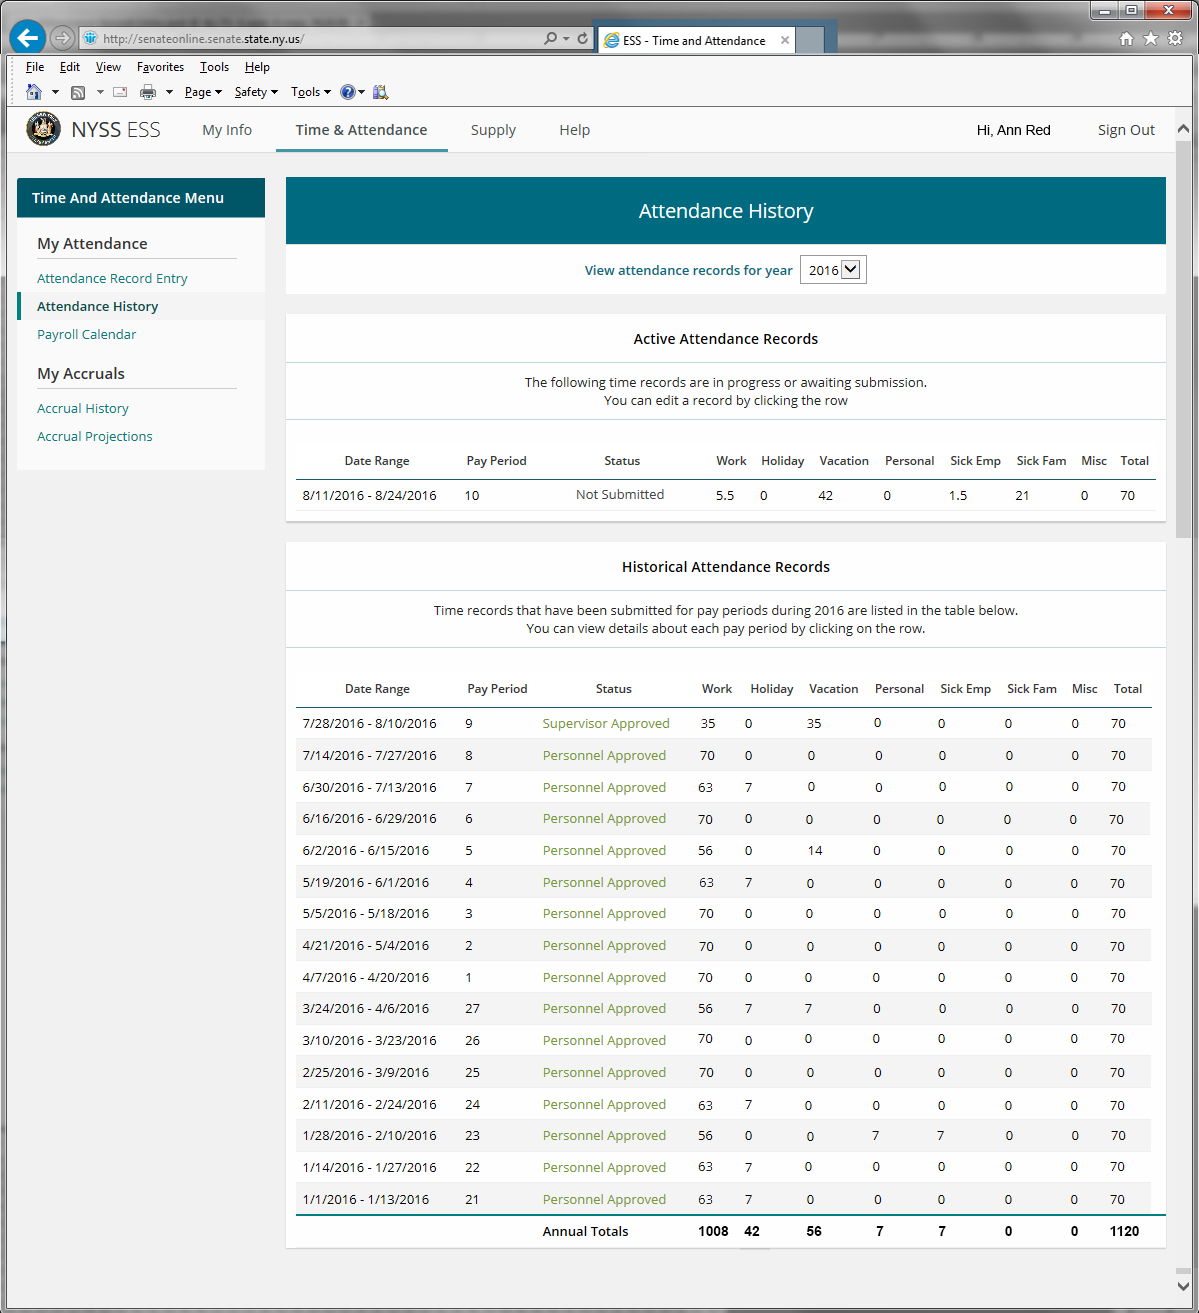 http://senateonline.senate.state.ny.us/
ESS - Time and Attendance
File Edit View Favorites Tools Help
Page Safety Tools
NYSS ESS My Info Time & Attendance Supply Help Hi, Ann Red Sign Out
Time And Attendance Menu
My Attendance
Attendance Record Entry
Attendance History
Payroll Calendar
My Accruals
Accrual History
Accrual Projections
Attendance History
View attendance records for year 2016
Active Attendance Records
The following time records are in progress or awaiting submission.
You can edit a record by clicking the row
Date Range Pay Period Status Work Holiday Vacation Personal Sick Emp Sick Fam Misc Total
8/11/2016 - 8/24/2016 10 Not Submitted 5.5 0 42 0 1.5 21 0 70
Historical Attendance Records
Time records that have been submitted for pay periods during 2016 are listed in the table below.
You can view details about each pay period by clicking on the row.
Date Range Pay Period Status Work Holiday Vacation Personal Sick Emp Sick Fam Misc Total
7/28/2016 - 8/10/2016 9 Supervisor Approved 35 0 35 0 0 0 0 70
7/14/2016 - 7/27/2016 8 Personnel Approved 70 0 0 0 0 0 0 70
6/30/2016 - 7/13/2016 7 Personnel Approved 63 7 0 0 0 0 0 70
6/16/2016 - 6/29/2016 6 Personnel Approved 70 0 0 0 0 0 0 70
6/2/2016 - 6/15/2016 5 Personnel Approved 56 0 14 0 0 0 0 70
5/19/2016 - 6/1/2016 4 Personnel Approved 63 7 0 0 0 0 0 70
5/5/2016 - 5/18/2016 3 Personnel Approved 70 0 0 0 0 0 0 70
4/21/2016 - 5/4/2016 2 Personnel Approved 70 0 0 0 0 0 0 70
4/7/2016 - 4/20/2016 1 Personnel Approved 70 0 0 0 0 0 0 70
3/24/2016 - 4/6/2016 27 Personnel Approved 56 7 7 0 0 0 0 70
3/10/2016 - 3/23/2016 26 Personnel Approved 70 0 0 0 0 0 0 70
2/25/2016 - 3/9/2016 25 Personnel Approved 70 0 0 0 0 0 0 70
2/11/2016 - 2/24/2016 24 Personnel Approved 63 7 0 0 0 0 0 70
1/28/2016 - 2/10/2016 23 Personnel Approved 56 0 0 7 7 0 0 70
1/14/2016 - 1/27/2016 22 Personnel Approved 63 7 0 0 0 0 0 70
1/1/2016 - 1/13/2016 21 Personnel Approved 63 7 0 0 0 0 0 70
Annual Totals 1008 42 56 7 7 0 0 1120